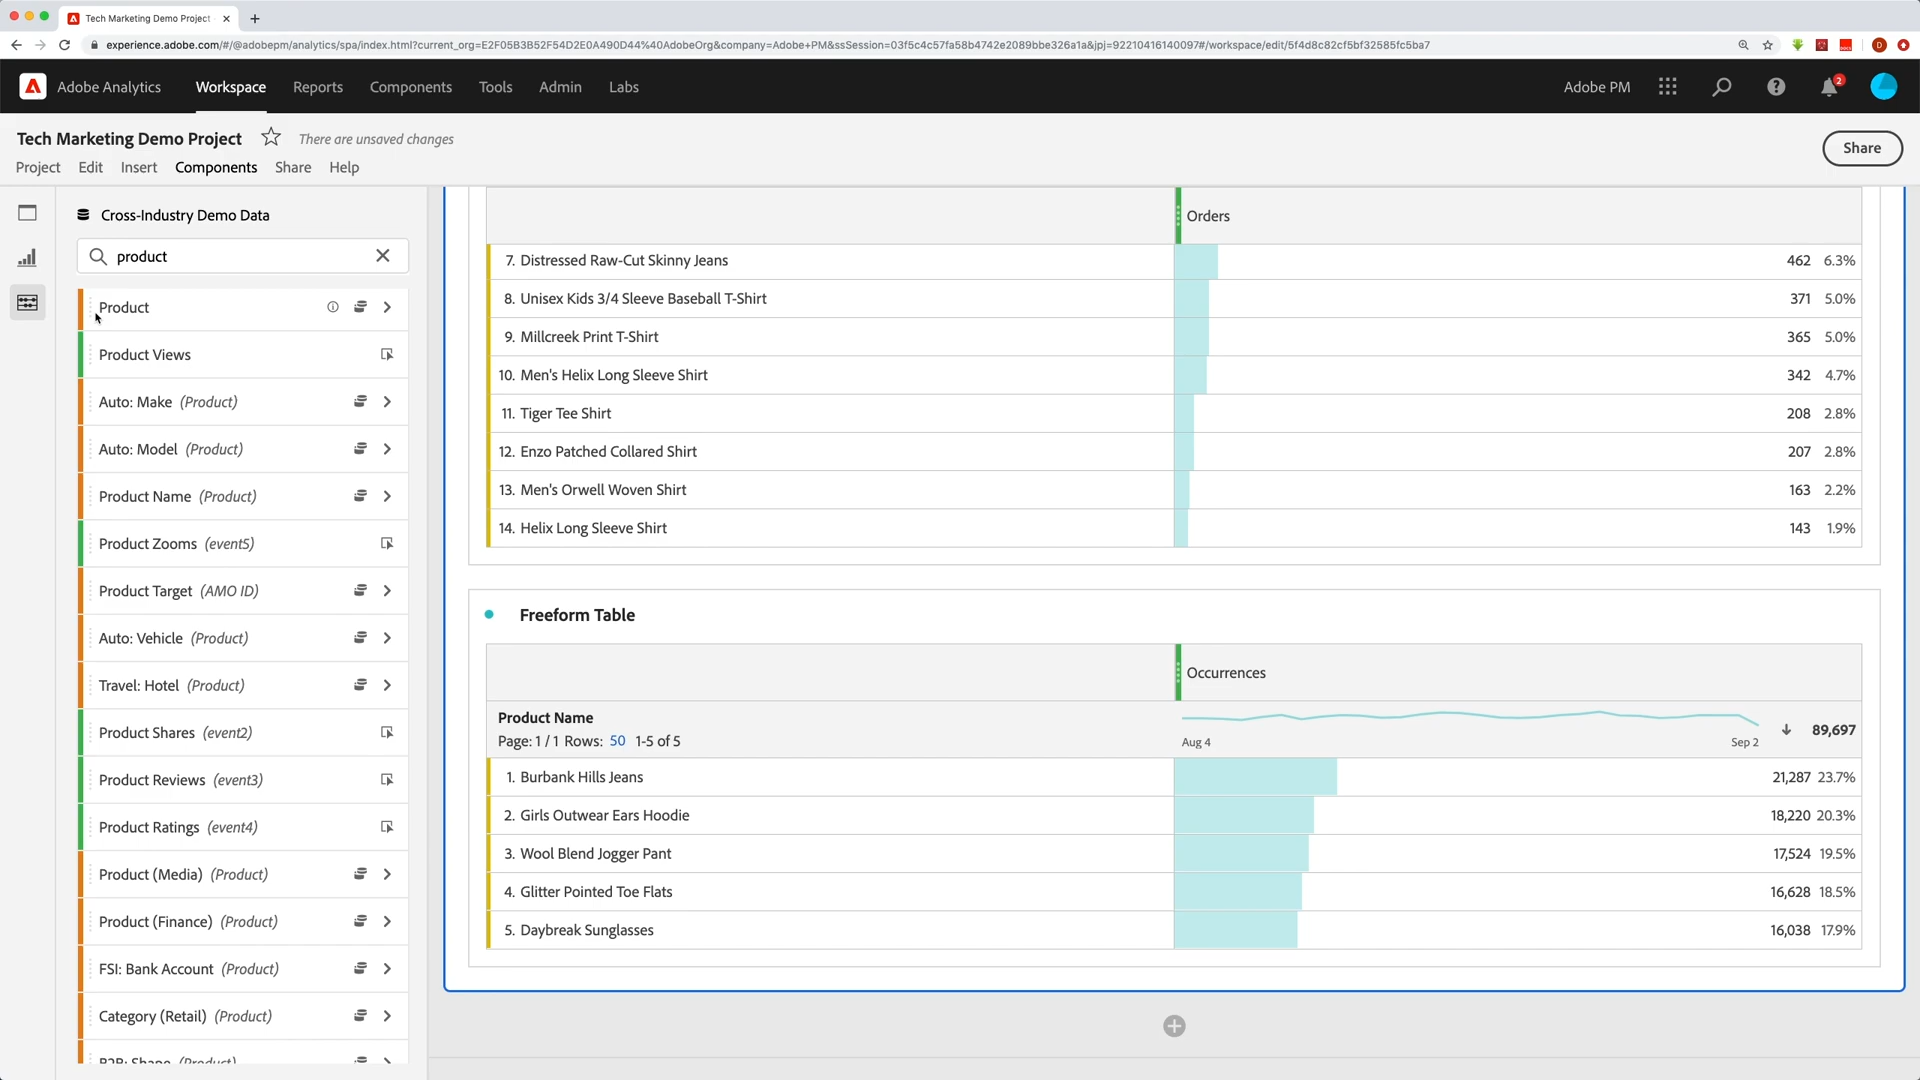 Tech Marketing Demo Project
experience.adobe.com/#/@adobepm/analytics/spa/index.html?current_org=E2F05B3B52F54D2E0A490D44%40AdobeOrg&company=Adobe+PM&ssSession=03f5c4c57fa58b4742e2089bbe326a1a&jpj=92210416140097#/workspace/edit/5f4d8c82cf5bf32585fc5ba7
D
Adobe Analytics Workspace Reports Components Tools Admin Labs Adobe PM 2
Tech Marketing Demo Project There are unsaved changes
Share
Project Edit Insert Components Share Help
Cross-Industry Demo Data
product
Product
Product Views
Auto: Make (Product)
Auto: Model (Product)
Product Name (Product)
Product Zooms (event5)
Product Target (AMO ID)
Auto: Vehicle (Product)
Travel: Hotel (Product)
Product Shares (event2)
Product Reviews (event3)
Product Ratings (event4)
Product (Media) (Product)
Product (Finance) (Product)
FSI: Bank Account (Product)
Category (Retail) (Product)
B2B: Shape (Product)
Orders
7. Distressed Raw-Cut Skinny Jeans 462 6.3%
8. Unisex Kids 3/4 Sleeve Baseball T-Shirt 371 5.0%
9. Millcreek Print T-Shirt 365 5.0%
10. Men's Helix Long Sleeve Shirt 342 4.7%
11. Tiger Tee Shirt 208 2.8%
12. Enzo Patched Collared Shirt 207 2.8%
13. Men's Orwell Woven Shirt 163 2.2%
14. Helix Long Sleeve Shirt 143 1.9%
Freeform Table
Occurrences
Product Name
Page: 1 / 1 Rows: 50 1-5 of 5
Aug 4 Sep 2
89,697
1. Burbank Hills Jeans 21,287 23.7%
2. Girls Outwear Ears Hoodie 18,220 20.3%
3. Wool Blend Jogger Pant 17,524 19.5%
4. Glitter Pointed Toe Flats 16,628 18.5%
5. Daybreak Sunglasses 16,038 17.9%